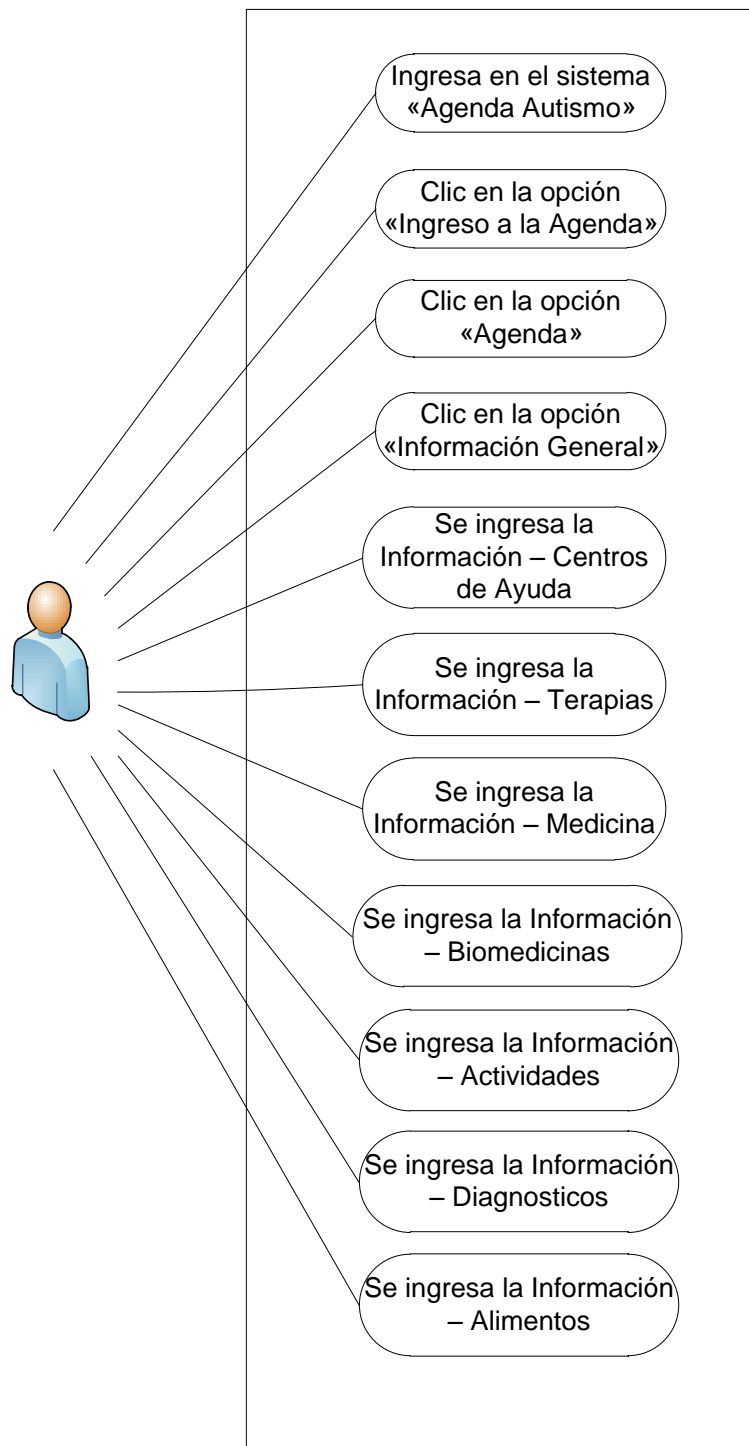 Ingresa en el sistema
«Agenda Autismo»
Clic en la opción
«Ingreso a la Agenda»
Clic en la opción
«Agenda»
Clic en la opción
«Información General»
Se ingresa la
Información – Centros
de Ayuda
Se ingresa la
Información – Terapias
Se ingresa la
Información – Medicina
Se ingresa la Información
– Biomedicinas
Se ingresa la Información
– Actividades
Se ingresa la Información
– Diagnosticos
Se ingresa la Información
– Alimentos